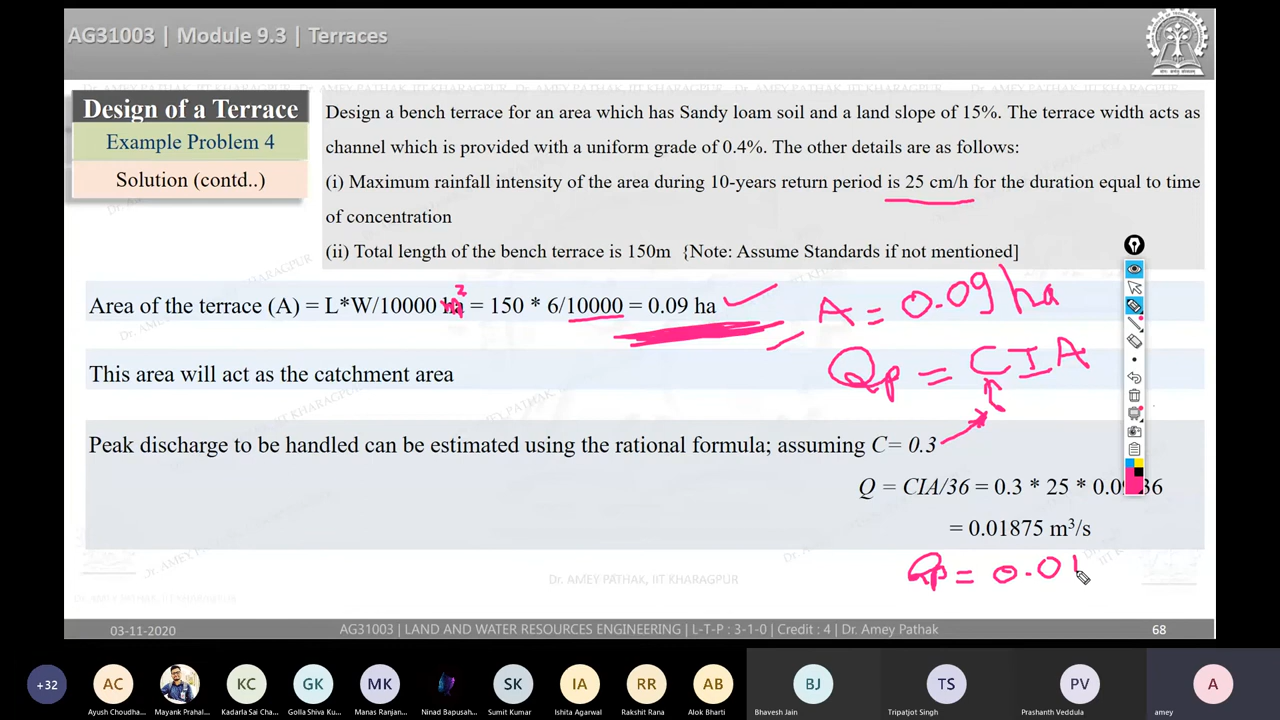 AG31003 | Module 9.3 | Terraces
Design of a Terrace
Example Problem 4
Solution (contd..)
Design a bench terrace for an area which has Sandy loam soil and a land slope of 15%. The terrace width acts as
channel which is provided with a uniform grade of 0.4%. The other details are as follows:
(i) Maximum rainfall intensity of the area during 10-years return period is 25 cm/h for the duration equal to time
of concentration
(ii) Total length of the bench terrace is 150m {Note: Assume Standards if not mentioned]
Area of the terrace (A) = L*W/10000 ha = 150 * 6/10000 = 0.09 ha
2
A = 0.09 ha
Qp = CIA
This area will act as the catchment area
Peak discharge to be handled can be estimated using the rational formula; assuming C= 0.3
Q = CIA/36 = 0.3 * 25 * 36
= 0.01875 m³/s
Qp = 0.01
Dr. AMEY PATHAK, IIT KHARAGPUR
03-11-2020
AG31003 | LAND AND WATER RESOURCES ENGINEERING | L-T-P : 3-1-0 | Credit : 4 | Dr. Amey Pathak
68
+32
AC
KC
GK
MK
SK
IA
RR
AB
BJ
TS
PV
A
Ayush Choudha...
Mayank Prahal...
Kadarla Sai Cha...
Golla Shiva Ku...
Manas Ranjan...
Ninad Bapusah...
Sumit Kumar
Ishita Agarwal
Rakshit Rana
Alok Bharti
Bhavesh Jain
Tripatjot Singh
Prashanth Veddula
amey